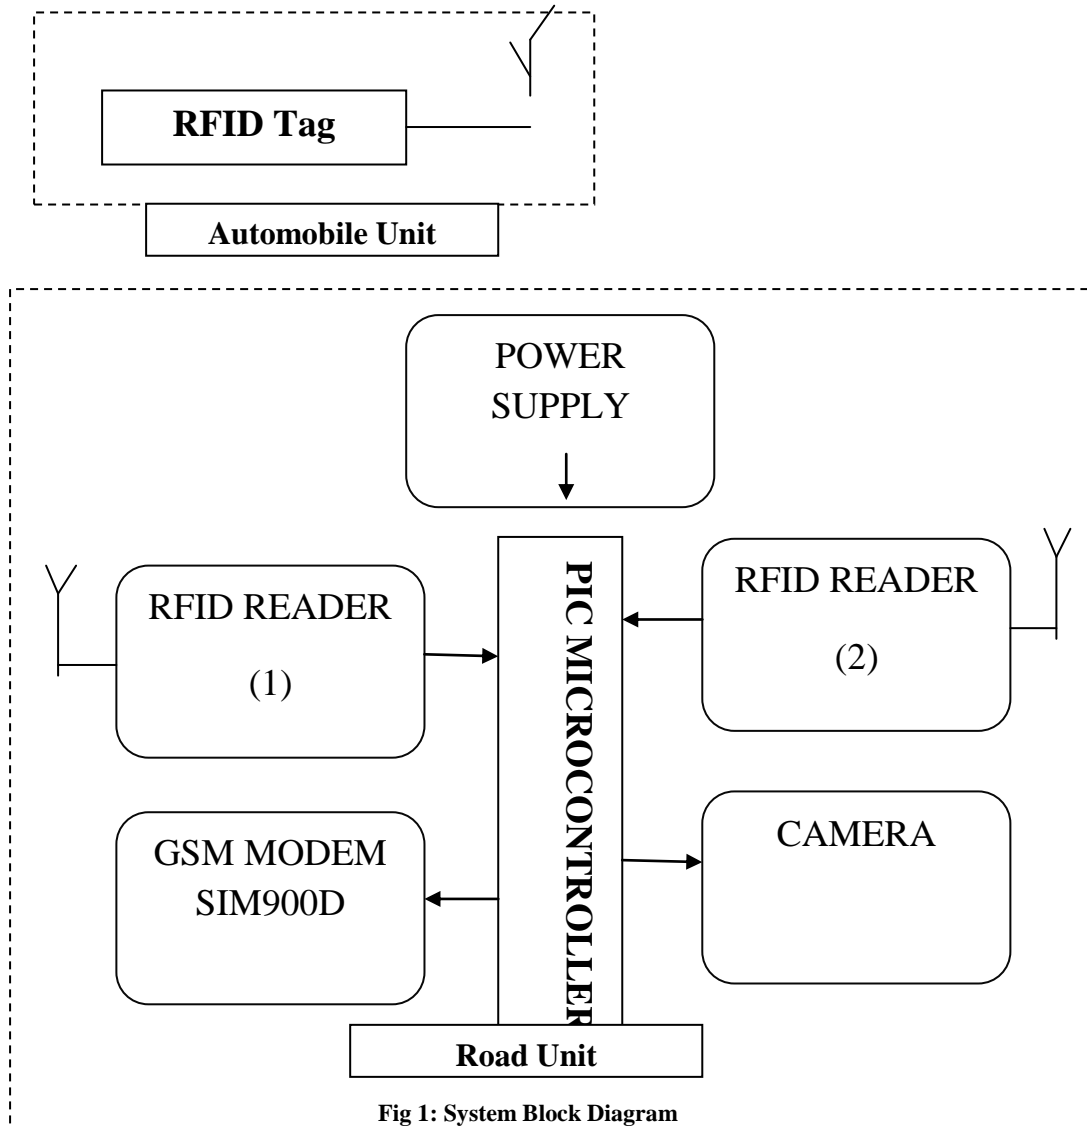 RFID Tag
Automobile Unit
POWER
SUPPLY
RFID READER
(1)
PIC MICROCONTROLLER
RFID READER
(2)
GSM MODEM
SIM900D
CAMERA
Road Unit
Fig 1: System Block Diagram